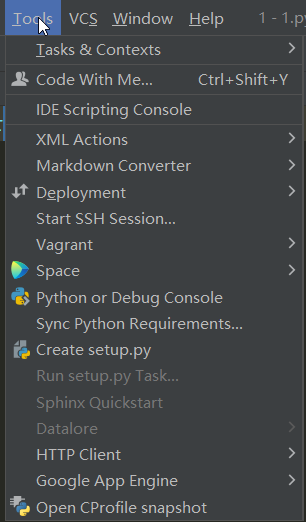 Tools VCS Window Help 1 - 1.py
Tasks & Contexts
Code With Me... Ctrl+Shift+Y
IDE Scripting Console
XML Actions
Markdown Converter
Deployment
Start SSH Session...
Vagrant
Space
Python or Debug Console
Sync Python Requirements...
Create setup.py
Run setup.py Task...
Sphinx Quickstart
Datalore
HTTP Client
Google App Engine
Open CProfile snapshot